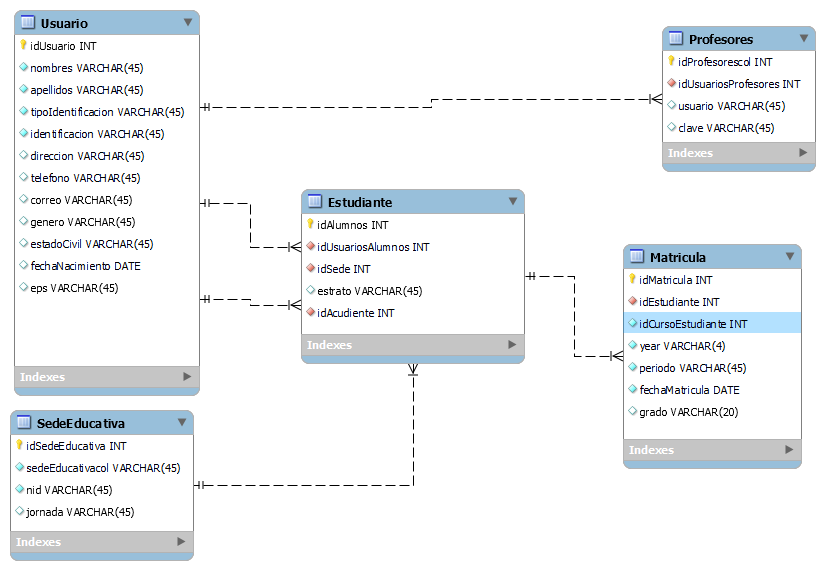 Usuario
idUsuario INT
nombres VARCHAR(45)
apellidos VARCHAR(45)
tipoIdentificacion VARCHAR(45)
identificacion VARCHAR(45)
direccion VARCHAR(45)
telefono VARCHAR(45)
correo VARCHAR(45)
genero VARCHAR(45)
estadoCivil VARCHAR(45)
fechaNacimiento DATE
eps VARCHAR(45)
Indexes
Profesores
idProfesorescol INT
idUsuariosProfesores INT
usuario VARCHAR(45)
clave VARCHAR(45)
Indexes
Estudiante
idAlumnos INT
idUsuariosAlumnos INT
idSede INT
estrato VARCHAR(45)
idAcudiente INT
Indexes
Matricula
idMatricula INT
idEstudiante INT
idCursoEstudiante INT
year VARCHAR(4)
periodo VARCHAR(45)
fechaMatricula DATE
grado VARCHAR(20)
Indexes
SedeEducativa
idSedeEducativa INT
sedeEducativacol VARCHAR(45)
nid VARCHAR(45)
jornada VARCHAR(45)
Indexes